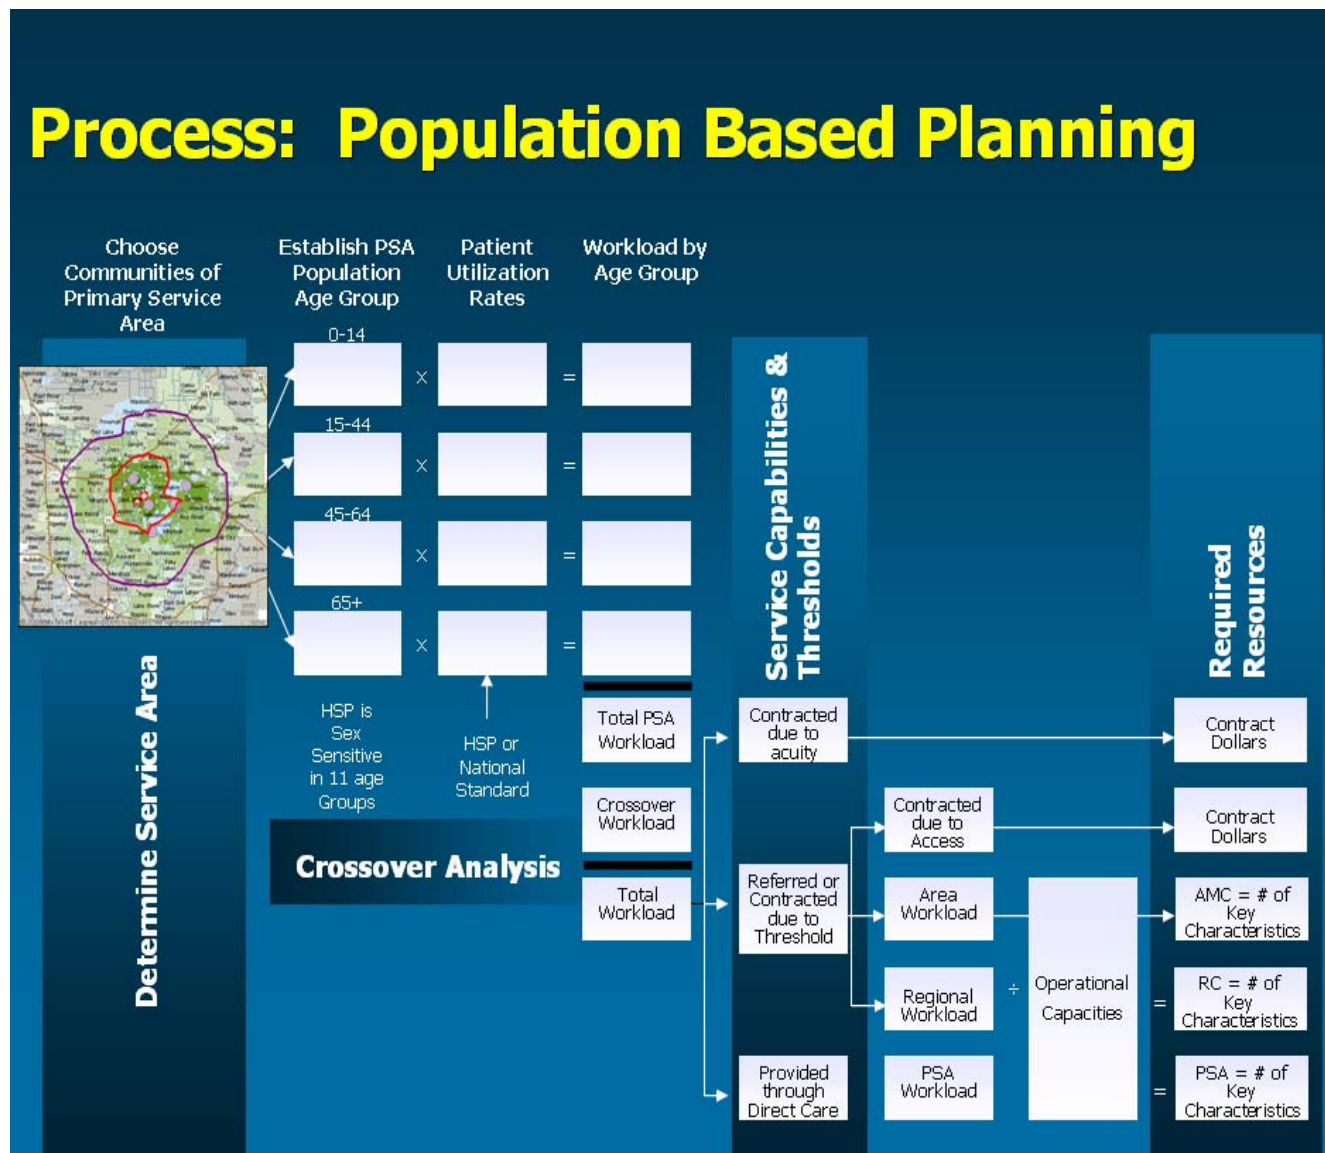 Process: Population Based Planning
Choose
Communities of
Primary Service
Area
Establish PSA
Population
Age Group
Patient
Utilization
Rates
Workload by
Age Group
0-14
x
=
15-44
x
=
45-64
x
=
65+
x
=
HSP is
Sex
Sensitive
in 11 age
Groups
HSP or
National
Standard
Determine Service Area
Crossover Analysis
Total PSA
Workload
Crossover
Workload
Total
Workload
Service Capabilities &
Thresholds
Contracted
due to
acuity
Referred or
Contracted
due to
Threshold
Provided
through
Direct Care
Contracted
due to
Access
Area
Workload
Regional
Workload
PSA
Workload
÷
Operational
Capacities
=
=
Required
Resources
Contract
Dollars
Contract
Dollars
AMC = # of
Key
Characteristics
RC = # of
Key
Characteristics
PSA = # of
Key
Characteristics